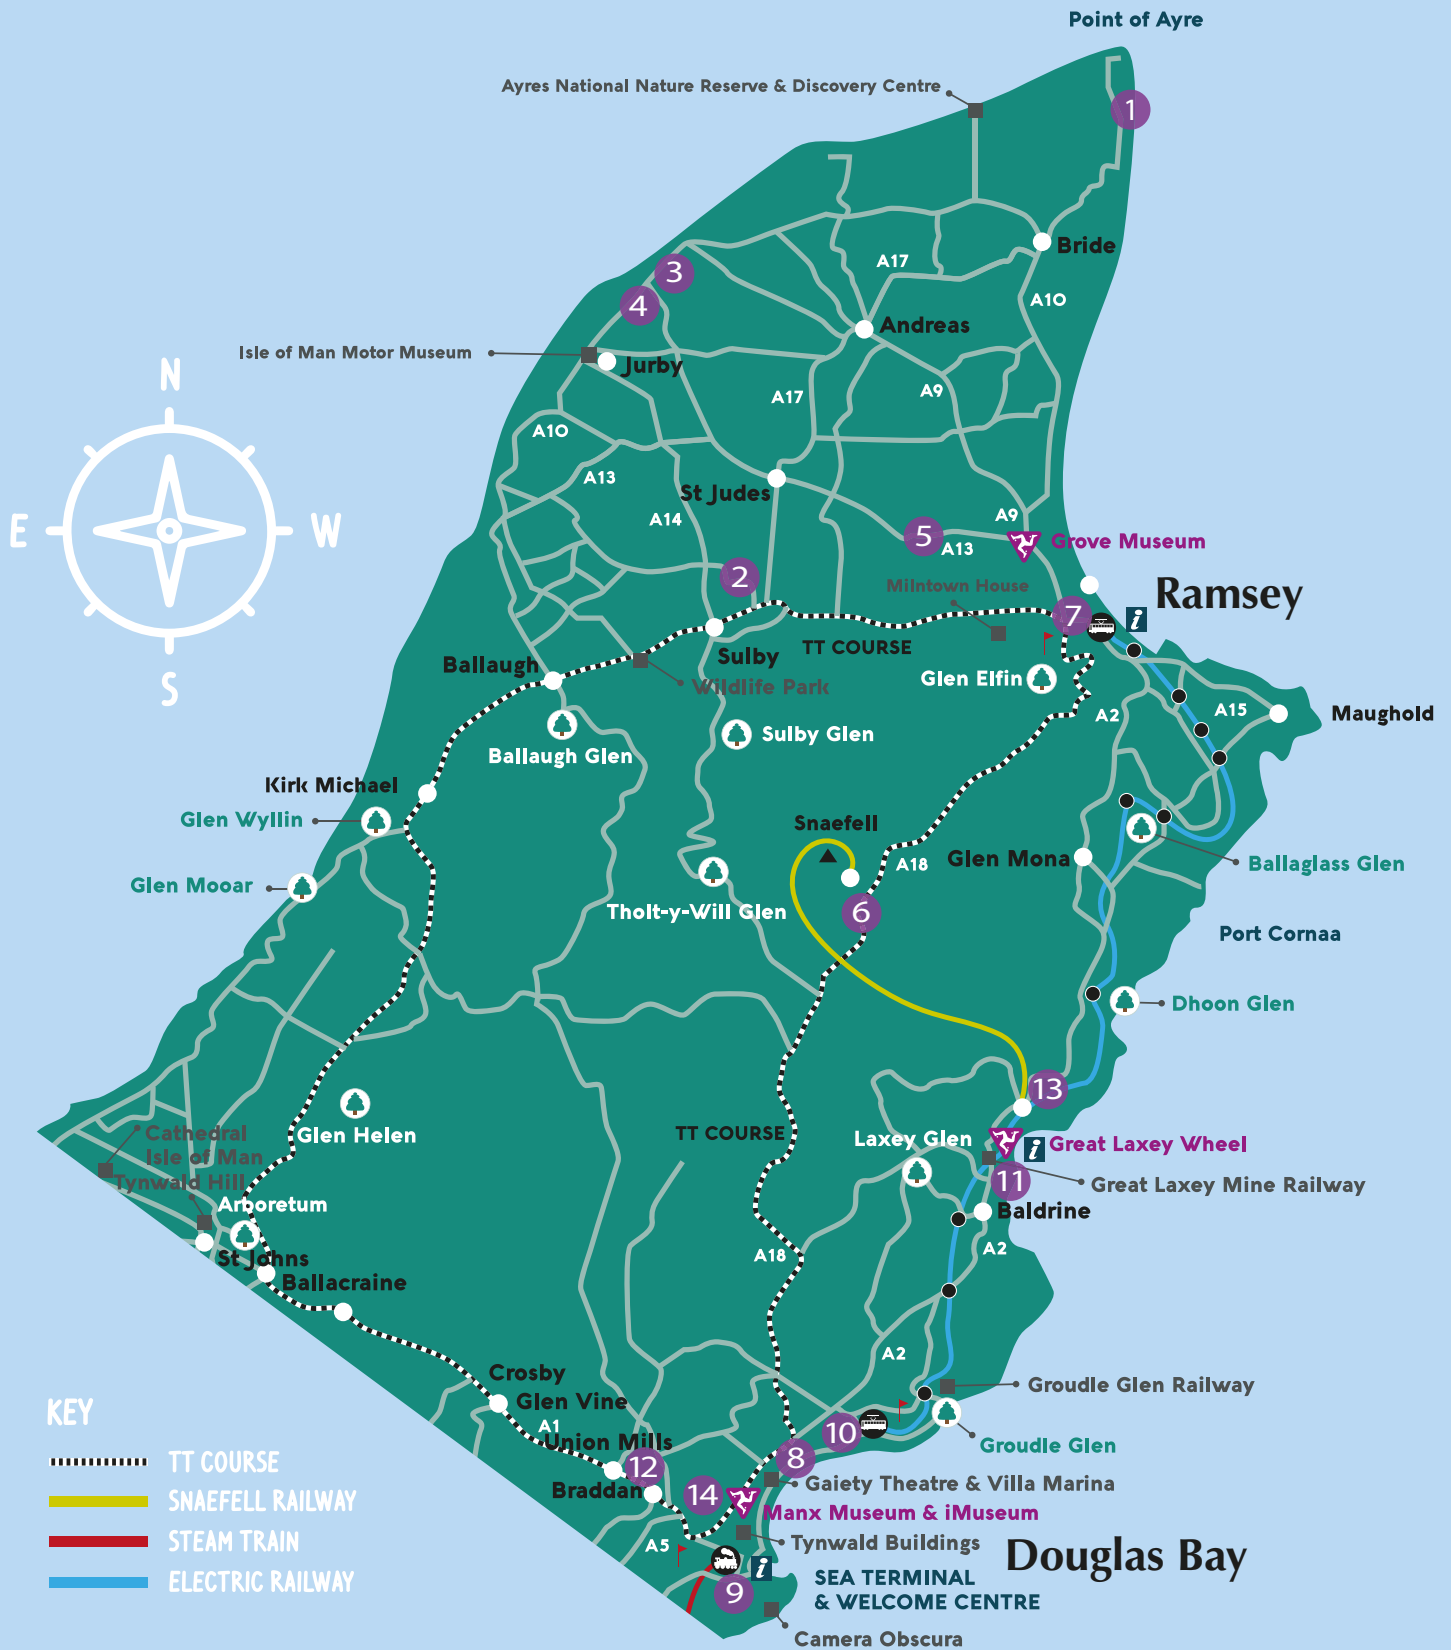 Point of Ayre
Ayres National Nature Reserve & Discovery Centre
1
Bride
A17
3
A10
4
Andreas
Isle of Man Motor Museum
Jurby
N
A17
A9
A10
A13
St Judes
A14
A9
E
W
5
A13
Grove Museum
2
Milntown House
Ramsey
7
i
TT COURSE
Sulby
Ballaugh
Wildlife Park
Glen Elfin
S
A2
A15
Maughold
Sulby Glen
Ballaugh Glen
Kirk Michael
Glen Wyllin
Snaefell
A18
Glen Mona
Ballaglass Glen
Glen Mooar
Tholt-y-Will Glen
6
Port Cornaa
Dhoon Glen
13
Glen Helen
TT COURSE
Cathedral
Isle of Man
Tynwald Hill
Laxey Glen
i
Great Laxey Wheel
11
Great Laxey Mine Railway
Arboretum
Baldrine
St Johns
A18
A2
Ballacraine
A2
Crosby
Glen Vine
Groudle Glen Railway
A1
Union Mills
10
Groudle Glen
12
8
Braddan
14
Gaiety Theatre & Villa Marina
Manx Museum & iMuseum
A5
Tynwald Buildings
Douglas Bay
i
9
SEA TERMINAL
& WELCOME CENTRE
Camera Obscura
KEY
TT COURSE
SNAEFELL RAILWAY
STEAM TRAIN
ELECTRIC RAILWAY